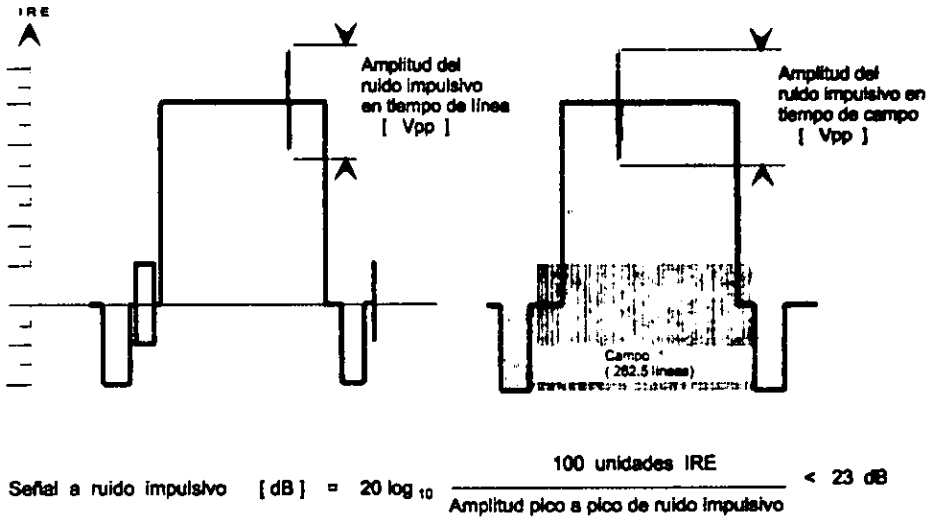 IRE
Amplitud del
ruido impulsivo
en tiempo de línea
[ Vpp ]
Amplitud del
ruido impulsivo en
tiempo de campo
[ Vpp ]
Campo
( 262.5 líneas)
Señal a ruido impulsivo [ dB ] = 20 log 10
100 unidades IRE
Amplitud pico a pico de ruido impulsivo
< 23 dB